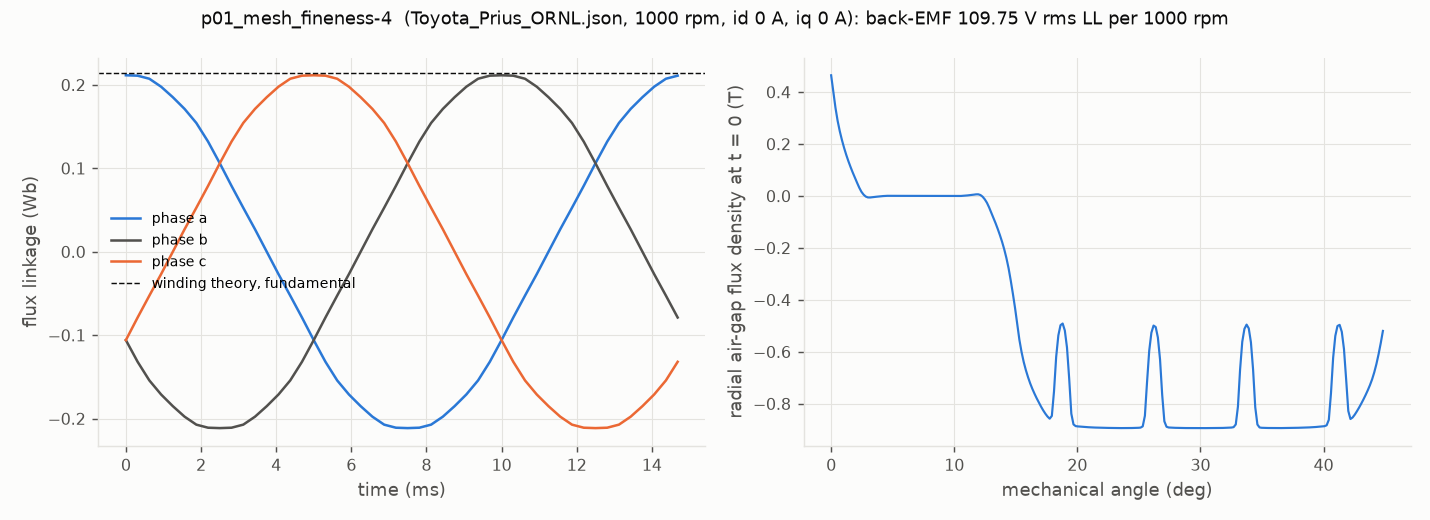 p01_mesh_fineness-4  (Toyota_Prius_ORNL.json, 1000 rpm, id 0 A, iq 0 A): back-EMF 109.75 V rms LL per 1000 rpm
flux linkage (Wb)
0.2
0.1
0.0
−0.1
−0.2
phase a
phase b
phase c
winding theory, fundamental
0 2 4 6 8 10 12 14
time (ms)
radial air-gap flux density at t = 0 (T)
0.4
0.2
0.0
−0.2
−0.4
−0.6
−0.8
0 10 20 30 40
mechanical angle (deg)